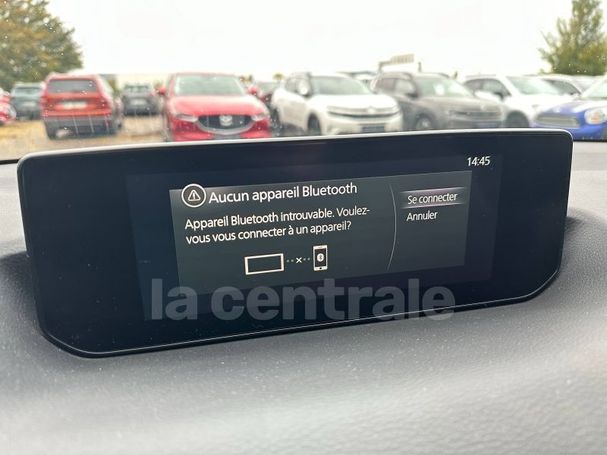 14:45
Aucun appareil Bluetooth
Appareil Bluetooth introuvable. Voulez-
vous vous connecter à un appareil?
Se connecter
Annuler
la centrale